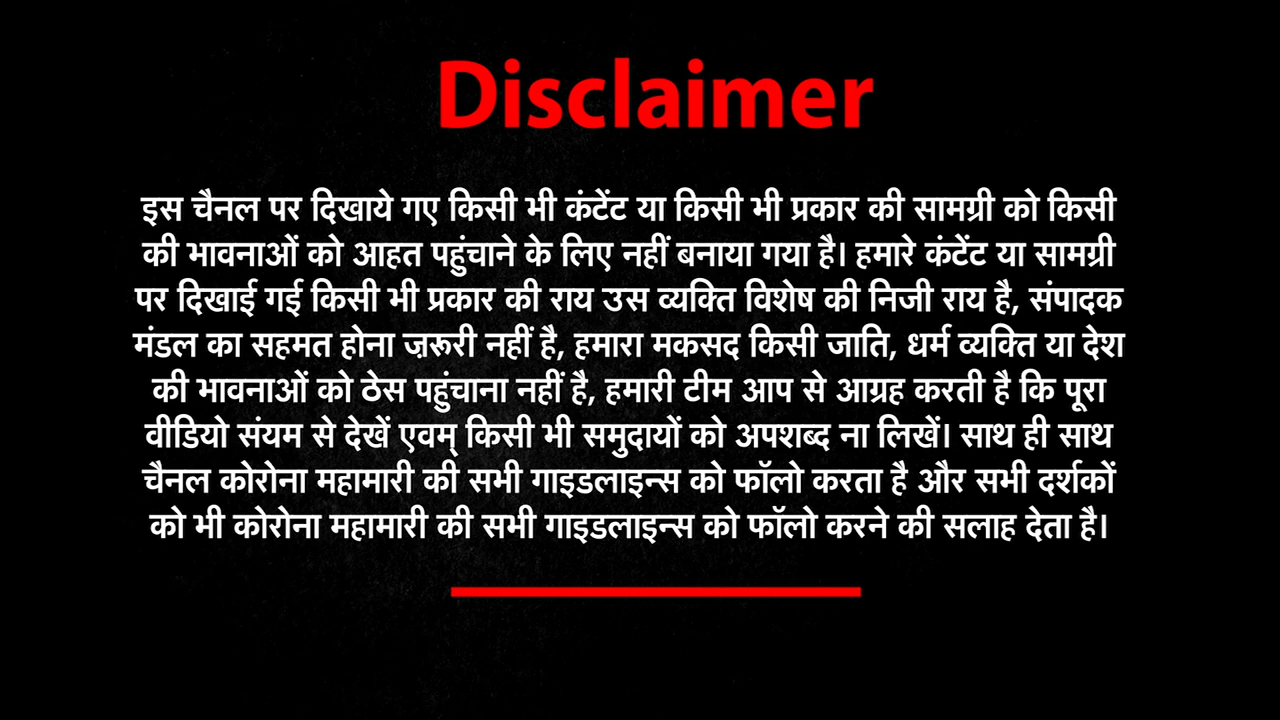 Disclaimer
इस चैनल पर दिखाये गए किसी भी कंटेंट या किसी भी प्रकार की सामग्री को किसी
की भावनाओं को आहत पहुंचाने के लिए नहीं बनाया गया है। हमारे कंटेंट या सामग्री
पर दिखाई गई किसी भी प्रकार की राय उस व्यक्ति विशेष की निजी राय है, संपादक
मंडल का सहमत होना ज़रूरी नहीं है, हमारा मकसद किसी जाति, धर्म व्यक्ति या देश
की भावनाओं को ठेस पहुंचाना नहीं है, हमारी टीम आप से आग्रह करती है कि पूरा
वीडियो संयम से देखें एवम् किसी भी समुदायों को अपशब्द ना लिखें। साथ ही साथ
चैनल कोरोना महामारी की सभी गाइडलाइन्स को फॉलो करता है और सभी दर्शकों
को भी कोरोना महामारी की सभी गाइडलाइन्स को फॉलो करने की सलाह देता है।